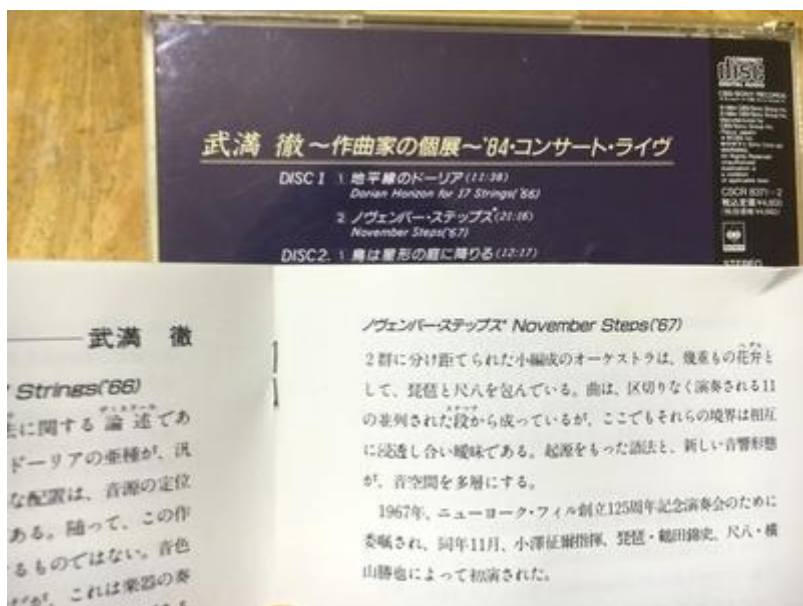 disc
DIGITAL AUDIO
武満 徹〜作曲家の個展〜'84・コンサート・ライヴ
DISC 1 1 地平線のドーリア(11:38)
Dorian Horizon for 17 Strings('66)
2 ノヴェンバー・ステップス*(21:16)
November Steps('67)
DISC2. 1 鳥は星形の庭に降りる(12:17)
CSCR 8371~2
STEREO
武満 徹
Strings('66)
に関する論述であ
ドーリアの亜種が、汎
な配置は、音源の定位
ある。随って、この作
るものではない。音色
これは楽器の奏
ノヴェンバー・ステップス* November Steps('67)
2群に分け距てられた小編成のオーケストラは、幾重もの花弁と
して、琵琶と尺八を包んでいる。曲は、区切りなく演奏される11
の並列された段から成っているが、ここでもそれらの境界は相互
に浸透し合い曖昧である。起源をもった語法と、新しい音響形態
が、音空間を多層にする。
1967年、ニューヨーク・フィル創立125周年記念演奏会のために
委嘱され、同年11月、小澤征爾指揮、琵琶・鶴田錦史、尺八・横
山勝也によって初演された。